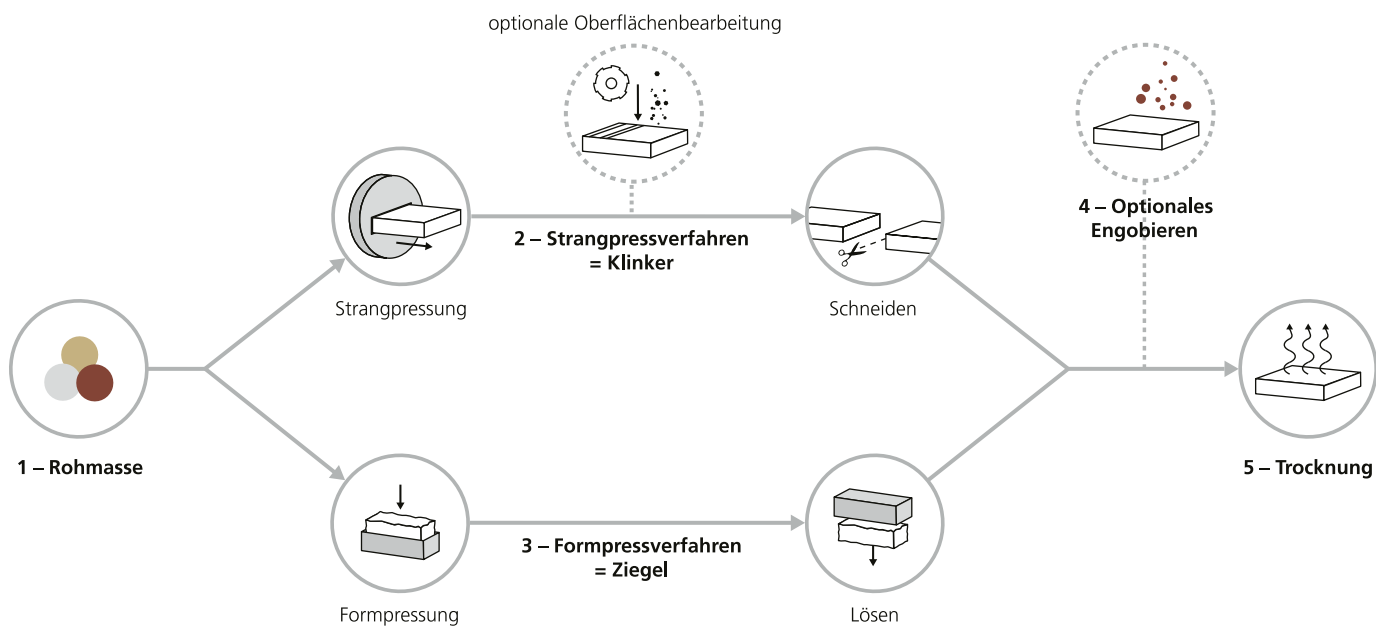 optionale Oberflächenbearbeitung
4 – Optionales
Engobieren
2 – Strangpressverfahren
= Klinker
Strangpressung
Schneiden
1 – Rohmasse
5 – Trocknung
3 – Formpressverfahren
= Ziegel
Formpressung
Lösen